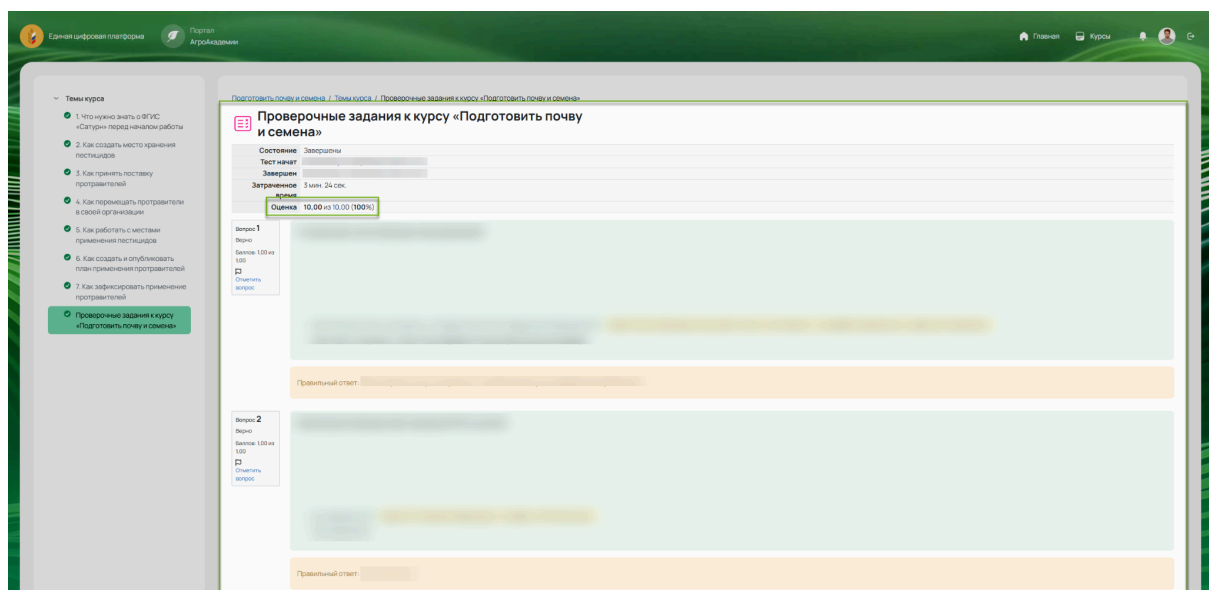 Единая цифровая платформа
Портал
АгроАкадемии
Главная
Курсы
Темы курса
1. Что нужно знать о ФГИС
«Сатурн» перед началом работы
2. Как создать место хранения
пестицидов
3. Как принять поставку
протравителей
4. Как перемещать протравители
в своей организации
5. Как работать с местами
применения пестицидов
6. Как создать и опубликовать
план применения протравителей
7. Как зафиксировать применение
протравителей
Проверочные задания к курсу
«Подготовить почву и семена»
Подготовить почву и семена / Темы курса / Проверочные задания к курсу «Подготовить почву и семена»
Проверочные задания к курсу «Подготовить почву
и семена»
Состояние Завершены
Тест начат
Завершен
Затраченное 3 мин. 24 сек.
время
Оценка 10,00 из 10,00 (100%)
Вопрос 1
Верно
Баллов: 1,00 из
1,00
Отметить
вопрос
Правильный ответ:
Вопрос 2
Верно
Баллов: 1,00 из
1,00
Отметить
вопрос
Правильный ответ: